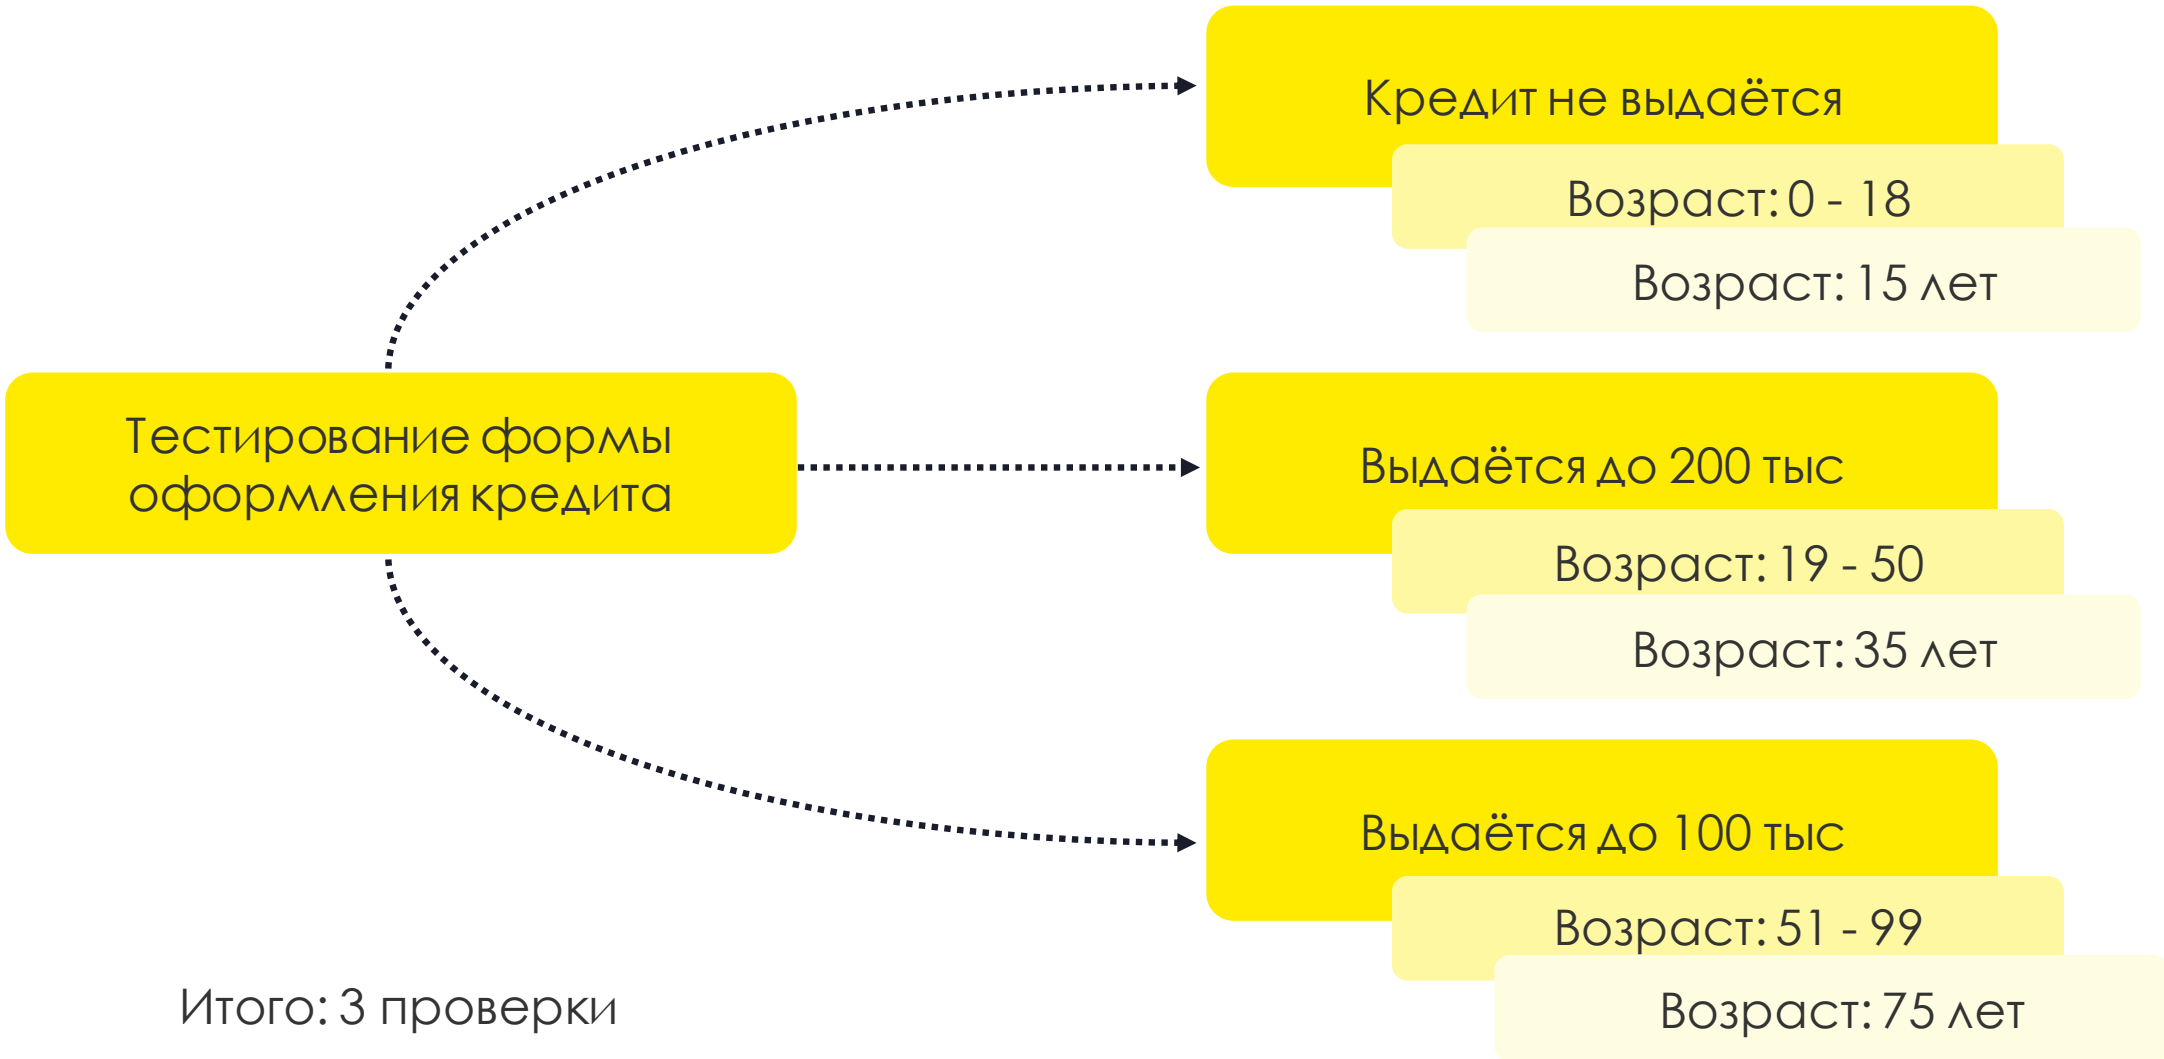 Кредит не выдаётся
Возраст: 0 - 18
Возраст: 15 лет
Тестирование формы
оформления кредита
Выдаётся до 200 тыс
Возраст: 19 - 50
Возраст: 35 лет
Выдаётся до 100 тыс
Возраст: 51 - 99
Возраст: 75 лет
Итого: 3 проверки